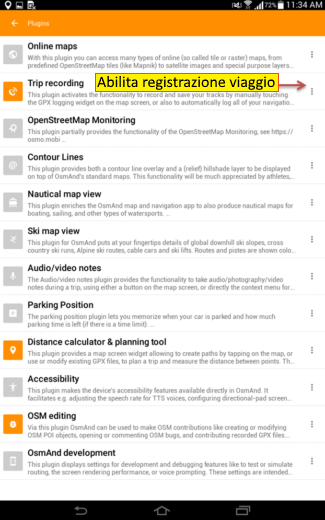 72% 11:34 AM
Plugins
Online maps
With this plugin you can access many types of online (so called tile or raster) maps, from
predefined OpenStreetMap tiles (like Mapnik) to satellite images and special purpose layers...
Trip recording
Abilita registrazione viaggio
This plugin activates the functionality to record and save your tracks by manually touching
the GPX logging widget on the map screen, or also to automatically log all of your navigatio...
OpenStreetMap Monitoring
This plugin partially provides the functionality of the OpenStreetMap Monitoring, see https://
osmo.mobi ..
Contour Lines
This plugin provides both a contour line overlay and a (relief) hillshade layer to be displayed
on top of OsmAnd's standard maps. This functionality will be much appreciated by athletes,...
Nautical map view
This plugin enriches the OsmAnd map and navigation app to also produce nautical maps for
boating, sailing, and other types of watersports. ...
Ski map view
This plugin for OsmAnd puts at your fingertips details of global downhill ski slopes, cross
country ski runs, Alpine ski routes, cable cars and ski lifts. Routes and pistes are shown colo...
Audio/video notes
The Audio/video notes plugin provides the functionality to take audio/photography/video
notes during a trip, using either a button on the map screen, or directly the context menu for...
Parking Position
The parking position plugin lets you memorize when your car is parked and how much
parking time is left (if there is a time limit). ...
Distance calculator & planning tool
This plugin provides a map screen widget allowing to create paths by tapping on the map, or
use or modify existing GPX files, to plan a trip and measure the distance between points. Th...
Accessibility
This plugin makes the device's accessibility features available directly in OsmAnd. It
facilitates e.g. adjusting the speech rate for TTS voices, configuring directional-pad screen...
OSM editing
Via this plugin OsmAnd can be used to make OSM contributions like creating or modifying
OSM POI objects, opening or commenting OSM bugs, and contributing recorded GPX files...
OsmAnd development
This plugin displays settings for development and debugging features like to test or simulate
routing, the screen rendering performance, or voice prompting. These settings are intended...